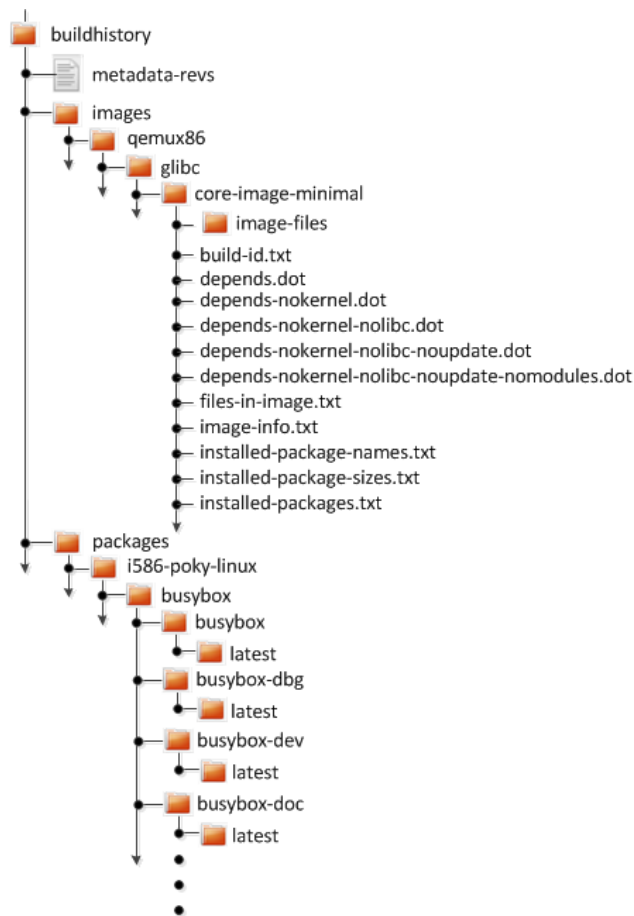 buildhistory
metadata-revs
images
qemux86
glibc
core-image-minimal
image-files
build-id.txt
depends.dot
depends-nokernel.dot
depends-nokernel-nolibc.dot
depends-nokernel-nolibc-noupdate.dot
depends-nokernel-nolibc-noupdate-nomodules.dot
files-in-image.txt
image-info.txt
installed-package-names.txt
installed-package-sizes.txt
installed-packages.txt
packages
i586-poky-linux
busybox
busybox
latest
busybox-dbg
latest
busybox-dev
latest
busybox-doc
latest